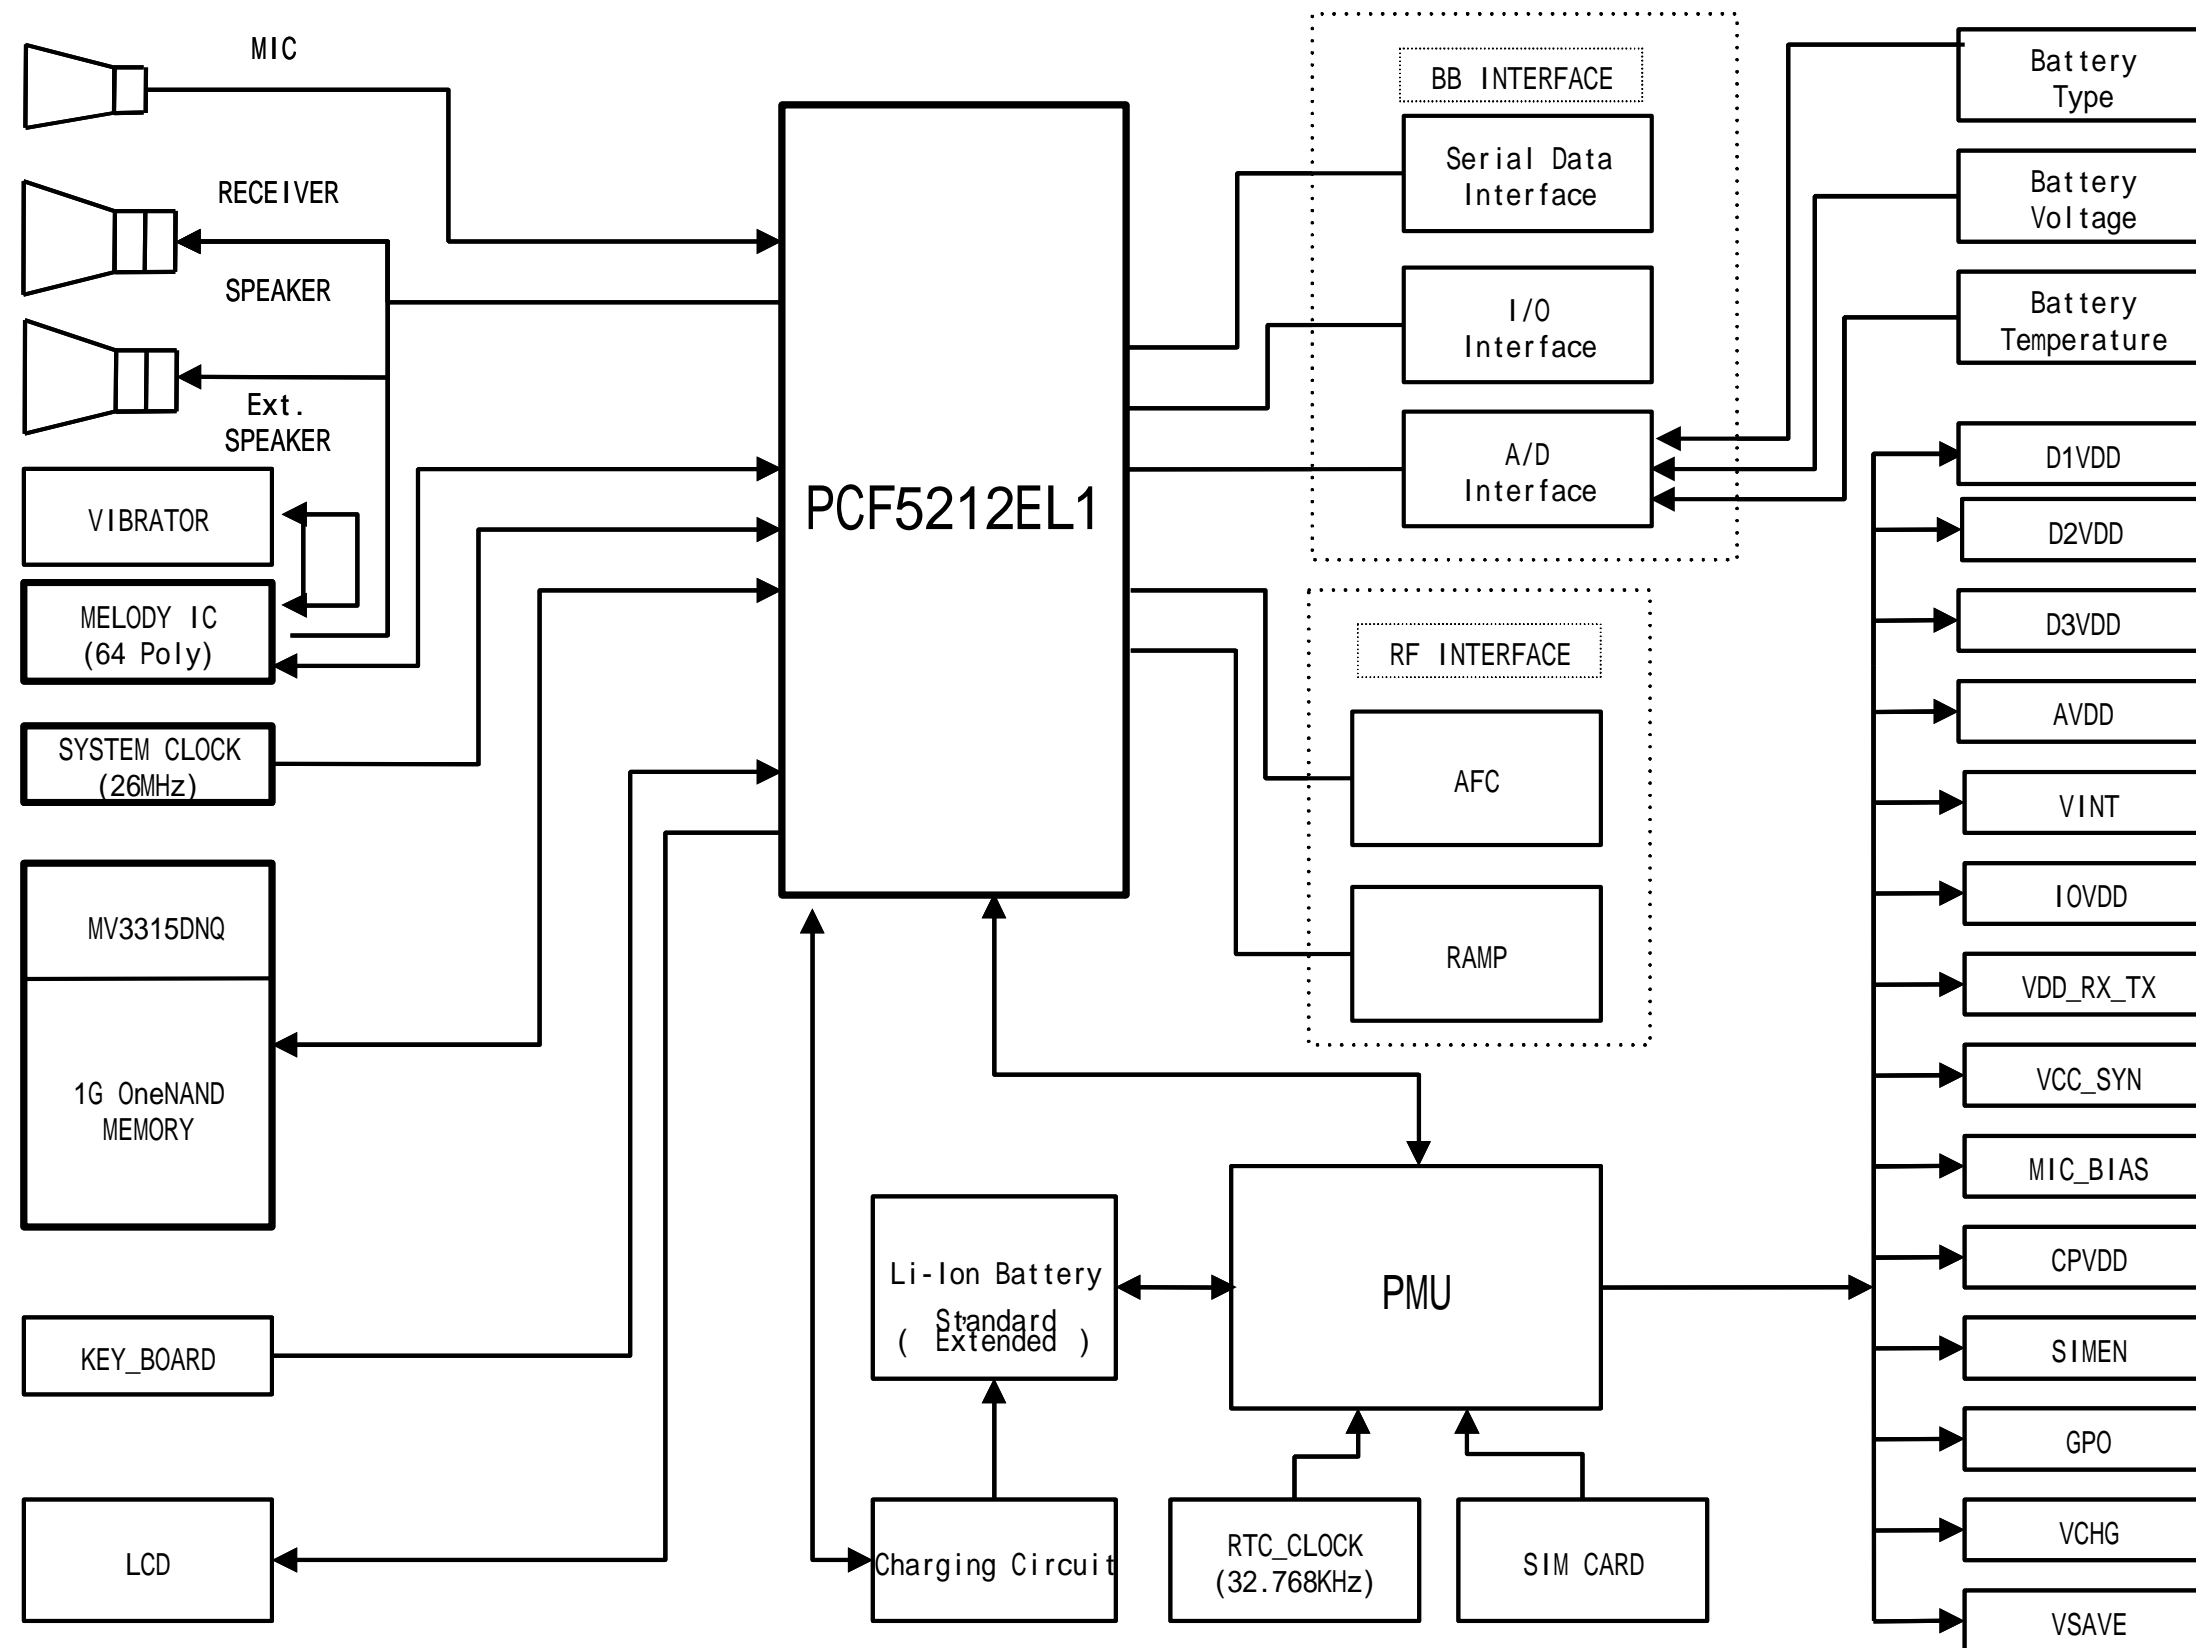 MIC
RECEIVER
SPEAKER
Ext.
SPEAKER
VIBRATOR
MELODY IC
(64 Poly)
SYSTEM CLOCK
(26MHz)
MV3315DNQ
1G OneNAND
MEMORY
KEY_BOARD
LCD
PCF5212EL1
BB INTERFACE
Serial Data
Interface
I/O
Interface
A/D
Interface
RF INTERFACE
AFC
RAMP
Li-Ion Battery
Standard
( Extended )
PMU
Charging Circuit
RTC_CLOCK
(32.768KHz)
SIM CARD
Battery
Type
Battery
Voltage
Battery
Temperature
D1VDD
D2VDD
D3VDD
AVDD
VINT
IOVDD
VDD_RX_TX
VCC_SYN
MIC_BIAS
CPVDD
SIMEN
GPO
VCHG
VSAVE